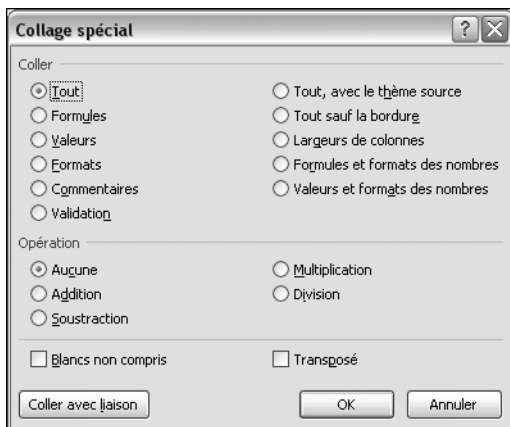 Collage spécial
Coller
Tout
Tout, avec le thème source
Formules
Tout sauf la bordure
Valeurs
Largeurs de colonnes
Formats
Formules et formats des nombres
Commentaires
Valeurs et formats des nombres
Validation
Opération
Aucune
Multiplication
Addition
Division
Soustraction
Blancs non compris
Transposé
Coller avec liaison
OK
Annuler